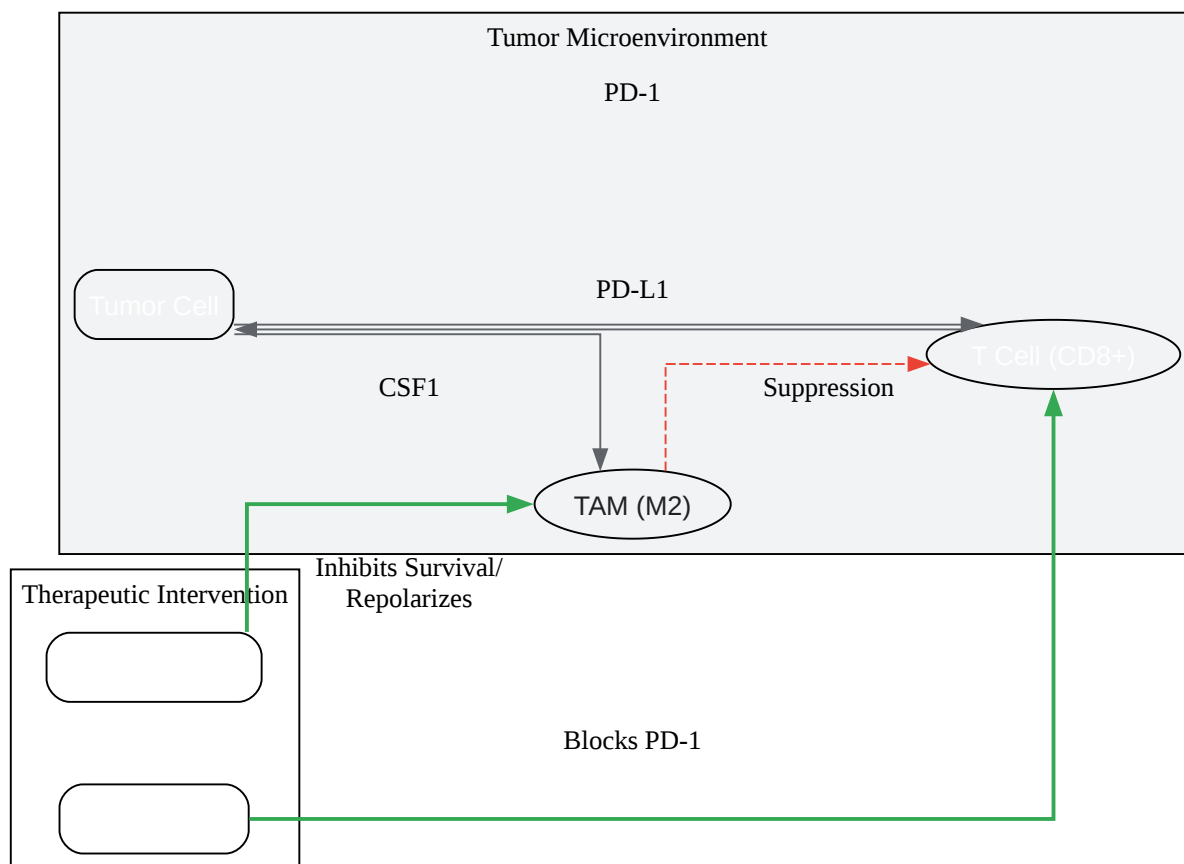 Tumor Microenvironment
PD-1
PD-L1
Tumor Cell
T Cell (CD8+)
CSF1
Suppression
TAM (M2)
Inhibits Survival/
Repolarizes
Therapeutic Intervention
Blocks PD-1